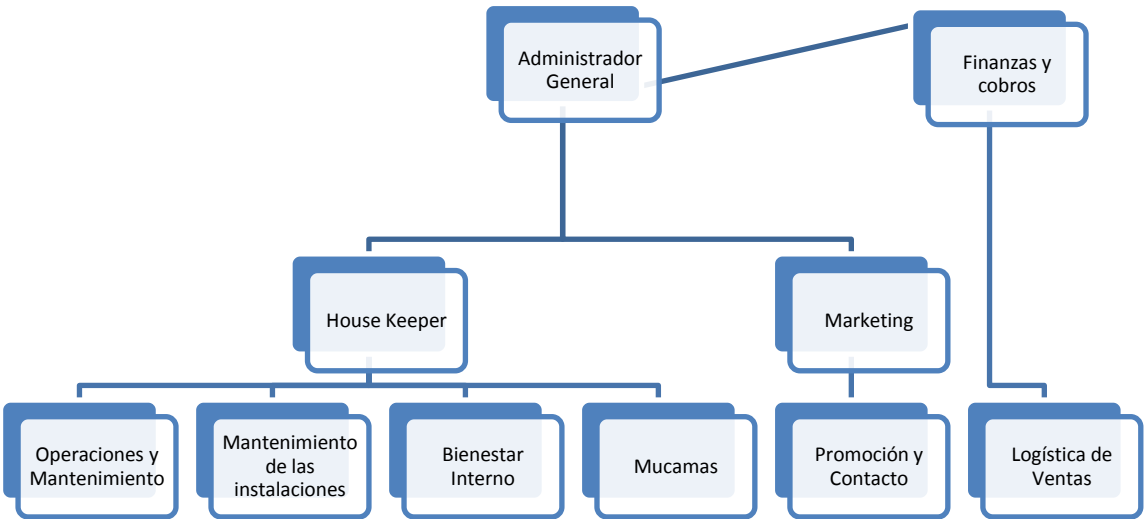 Administrador
General
Finanzas y
cobros
House Keeper
Marketing
Operaciones y
Mantenimiento
Mantenimiento
de las
instalaciones
Bienestar
Interno
Mucamas
Promoción y
Contacto
Logística de
Ventas